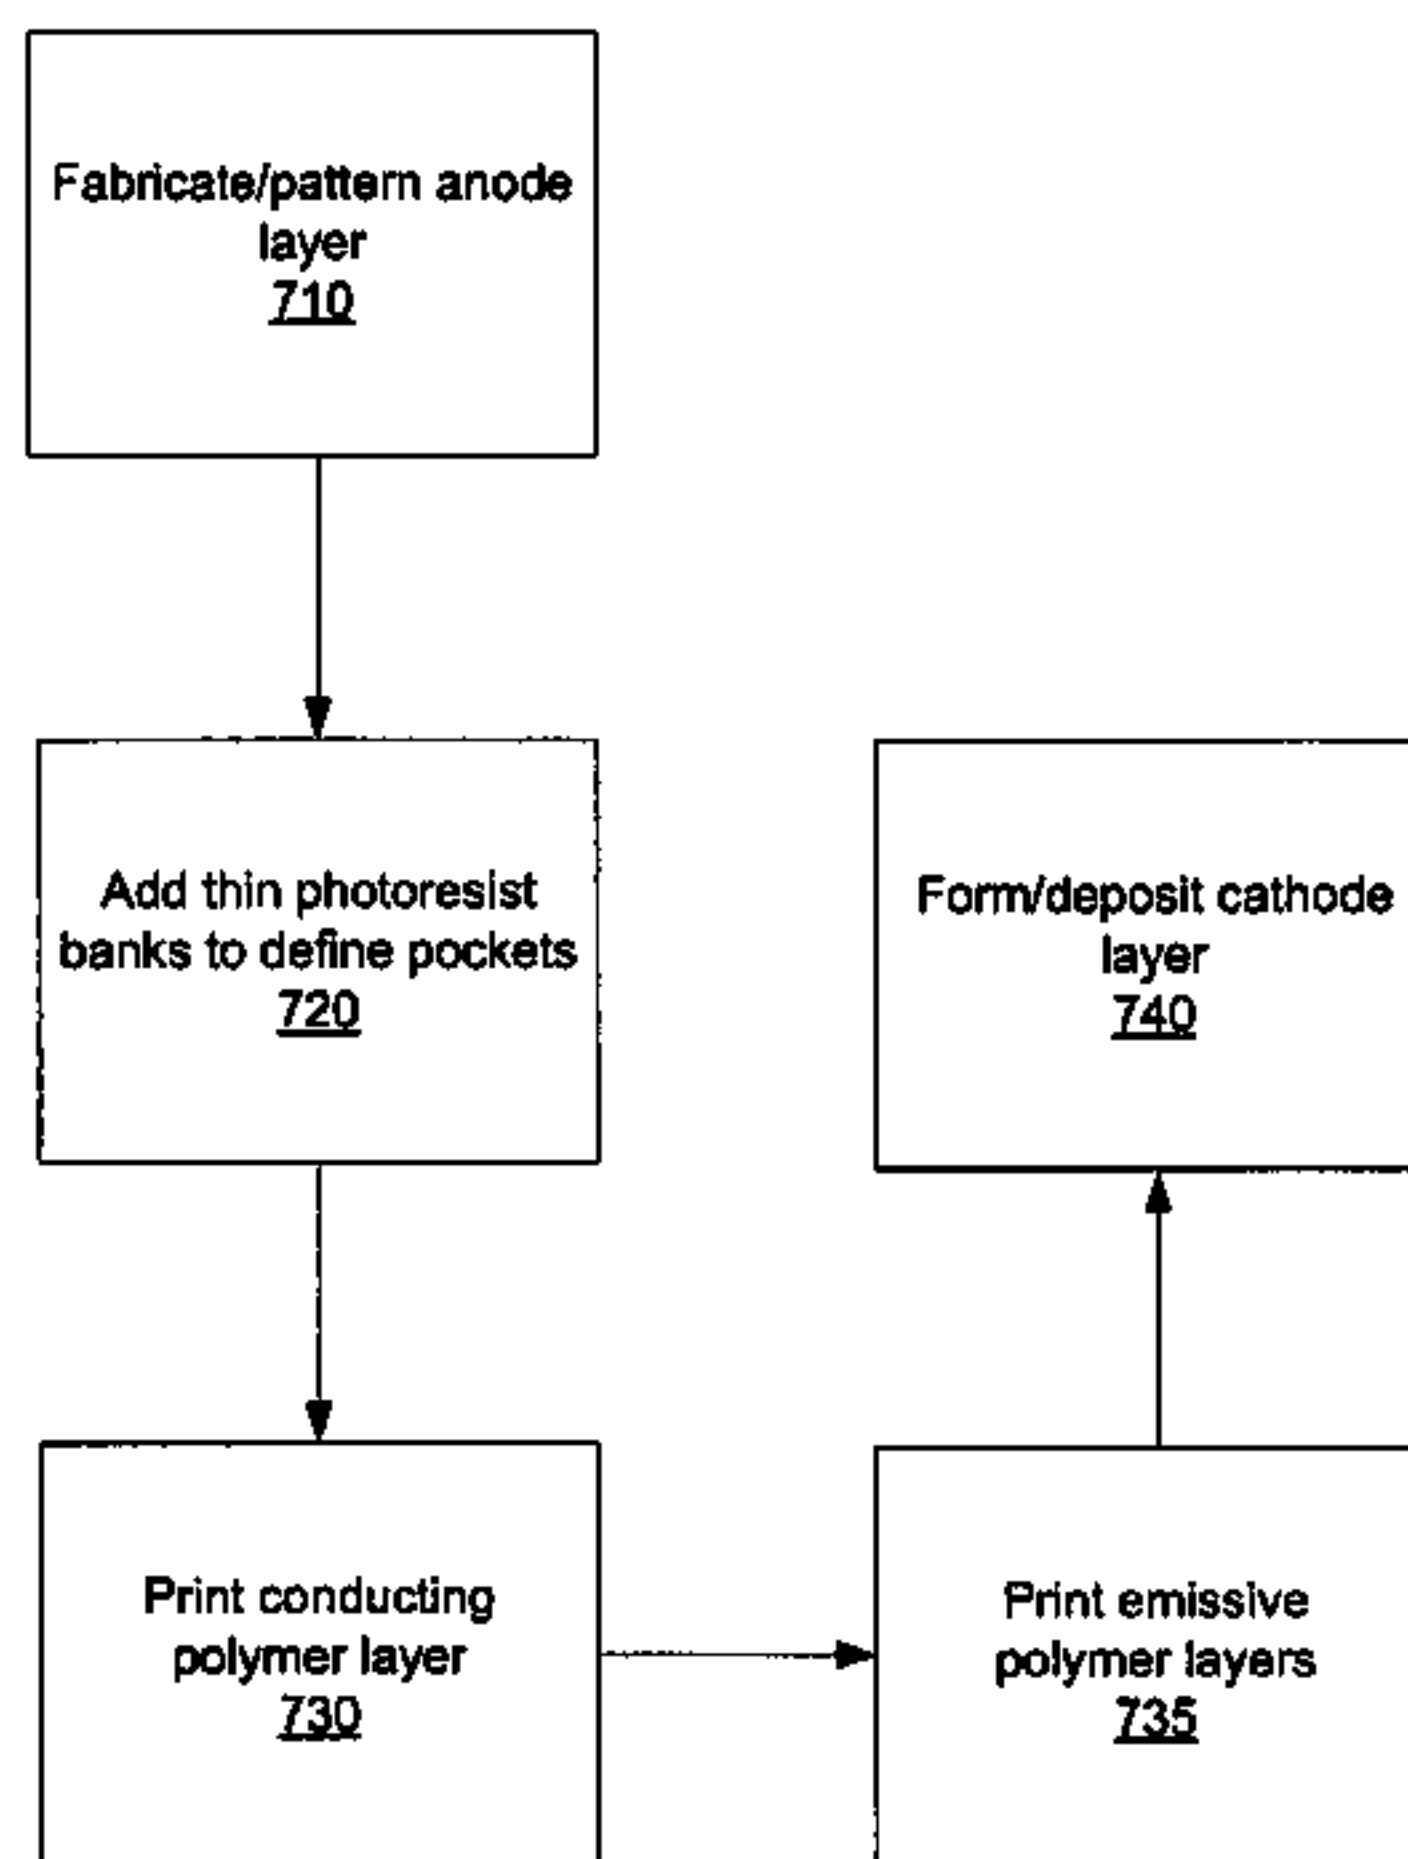 Fabricate/pattern anode
layer
710
Add thin photoresist
banks to define pockets
720
Print conducting
polymer layer
730
Print emissive
polymer layers
735
Form/deposit cathode
layer
740